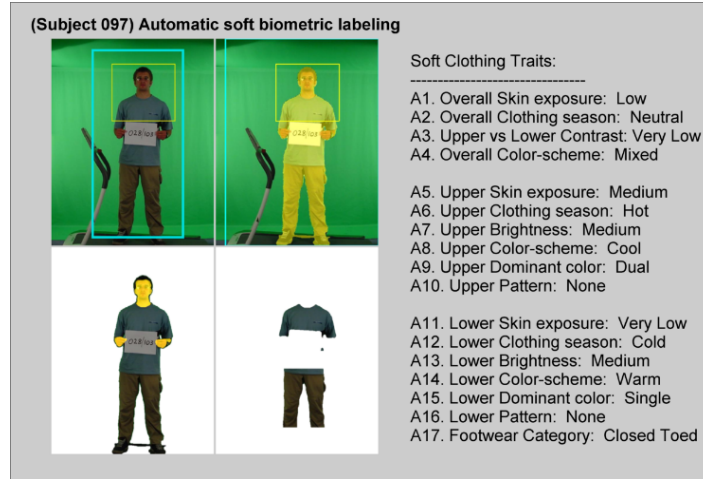 (Subject 097) Automatic soft biometric labeling
Soft Clothing Traits:
--------------------------------
A1. Overall Skin exposure: Low
A2. Overall Clothing season: Neutral
A3. Upper vs Lower Contrast: Very Low
A4. Overall Color-scheme: Mixed
A5. Upper Skin exposure: Medium
A6. Upper Clothing season: Hot
A7. Upper Brightness: Medium
A8. Upper Color-scheme: Cool
A9. Upper Dominant color: Dual
A10. Upper Pattern: None
A11. Lower Skin exposure: Very Low
A12. Lower Clothing season: Cold
A13. Lower Brightness: Medium
A14. Lower Color-scheme: Warm
A15. Lower Dominant color: Single
A16. Lower Pattern: None
A17. Footwear Category: Closed Toed